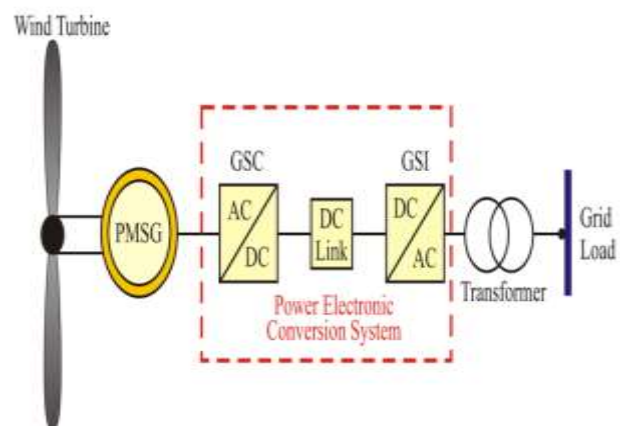 Wind Turbine
PMSG
GSC
AC
DC
DC
Link
GSI
DC
AC
Power Electronic
Conversion System
Transformer
Grid
Load